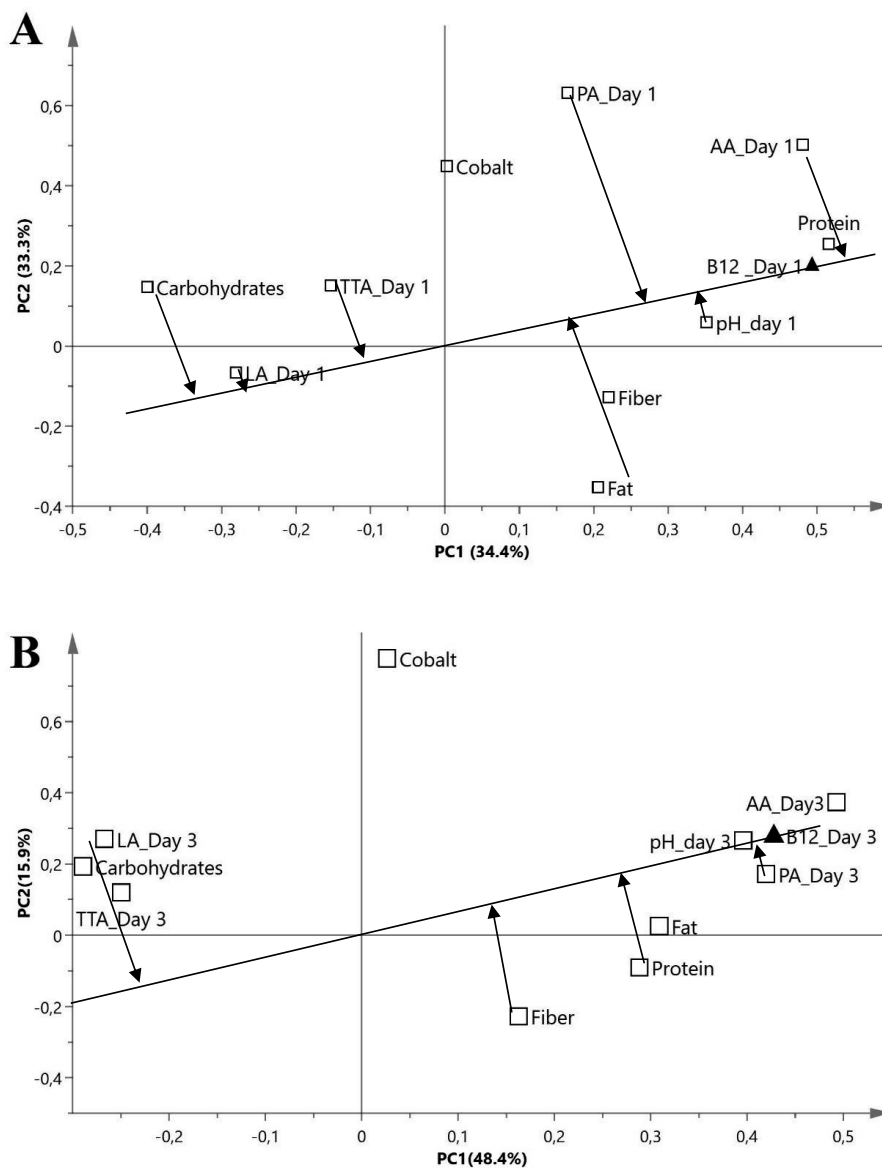 A
0,6
0,4
0,2
0
-0,2
-0,4
PC2 (33.3%)
PA_Day 1
AA_Day 1
Cobalt
Protein
B12 _Day 1
Carbohydrates
TTA_Day 1
pH_day 1
LA_Day 1
Fiber
Fat
-0,5
-0,4
-0,3
-0,2
-0,1
0
0,1
0,2
0,3
0,4
0,5
PC1 (34.4%)
B
0,6
0,4
0,2
0
-0,2
-0,4
PC2(15.9%)
Cobalt
AA_Day3
LA_Day 3
pH_day 3
B12_Day 3
Carbohydrates
PA_Day 3
TTA_Day 3
Fat
Protein
Fiber
-0,2
-0,1
0
0,1
0,2
0,3
0,4
0,5
PC1(48.4%)